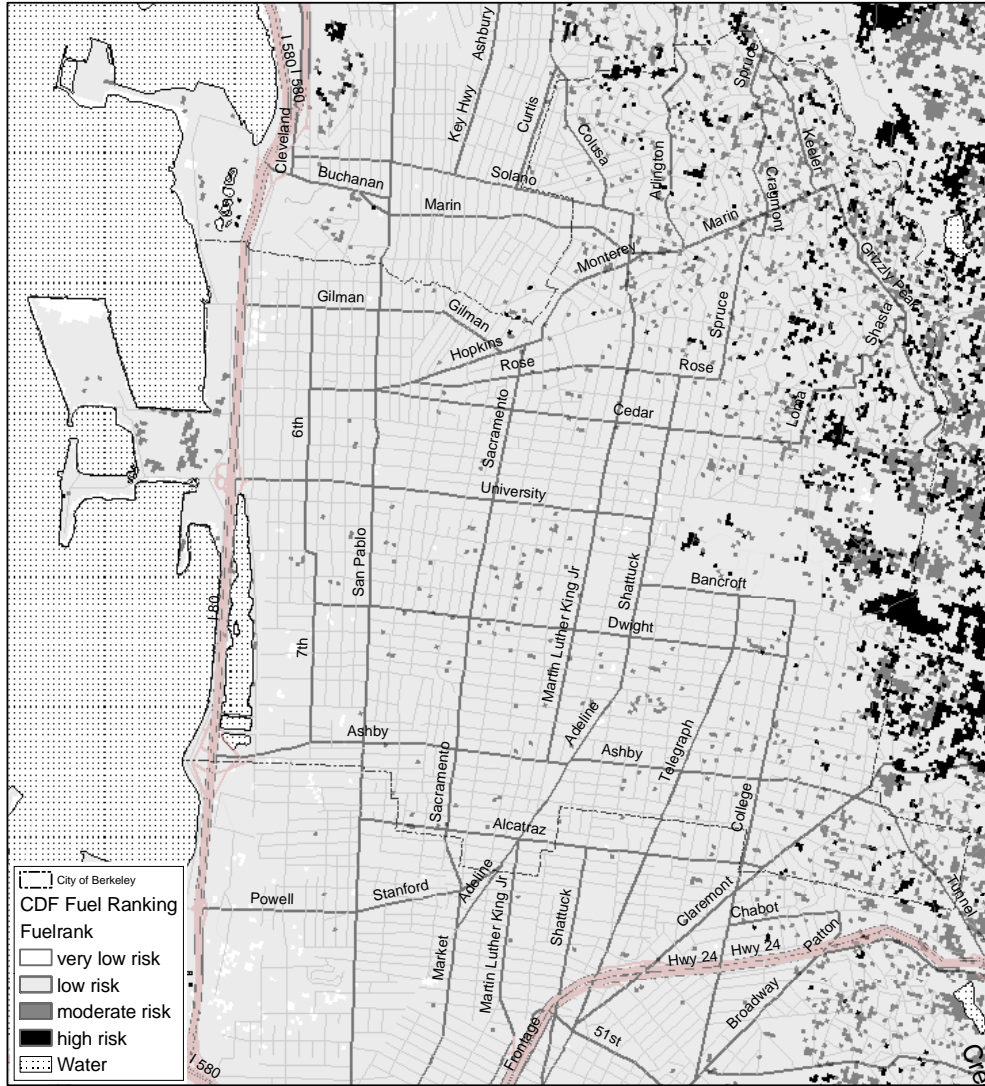 I 580
I 580
Ashbury
Spruce
Key Hwy
Curtis
Cleveland
Colusa
Keeler
Buchanan
Solano
Arlington
Cragmont
Marin
Marin
Monterey
Grizzly Peak
Gilman
Gilman
Spruce
Shasta
Hopkins
Rose
Rose
Loma
Cedar
6th
Sacramento
University
San Pablo
Shattuck
Bancroft
I 80
Martin Luther King Jr
Dwight
7th
Adeline
Telegraph
Ashby
Ashby
Sacramento
College
Alcatraz
City of Berkeley
CDF Fuel Ranking
Fuelrank
very low risk
low risk
moderate risk
high risk
Water
Powell
Stanford
Adeline
Claremont
Tunnel
Chabot
Market
Martin Luther King Jr
Shattuck
Hwy 24
Hwy 24
Patton
Broadway
Frontage
51st
I 580
Cre